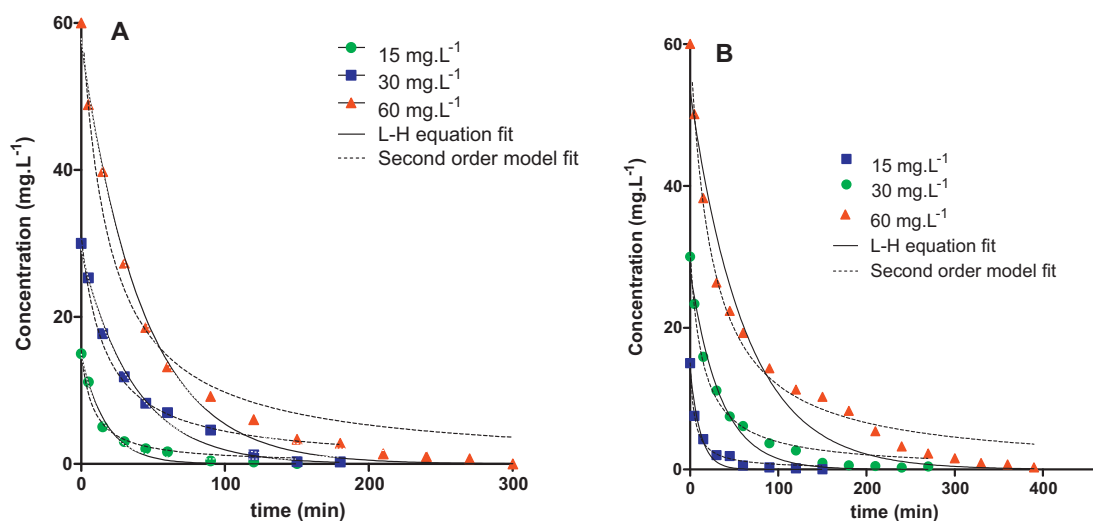 A
60
40
20
0
0
100
200
300
Concentration (mg.L-1)
time (min)
15 mg.L-1
30 mg.L-1
60 mg.L-1
L-H equation fit
Second order model fit
B
60
40
20
0
0
100
200
300
400
Concentration (mg.L-1)
time (min)
15 mg.L-1
30 mg.L-1
60 mg.L-1
L-H equation fit
Second order model fit